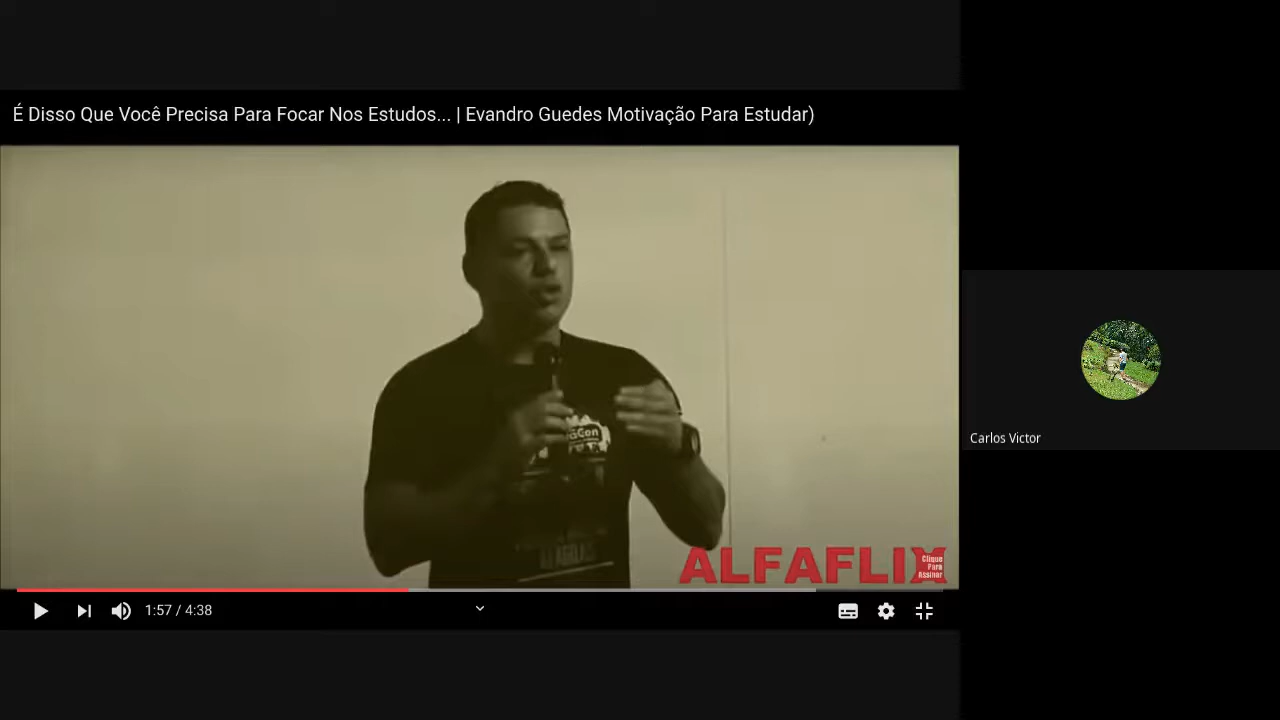 É Disso Que Você Precisa Para Focar Nos Estudos... | Evandro Guedes Motivação Para Estudar)
ALFAFLIX
Clique
Para
Assinar
1:57 / 4:38
Carlos Victor